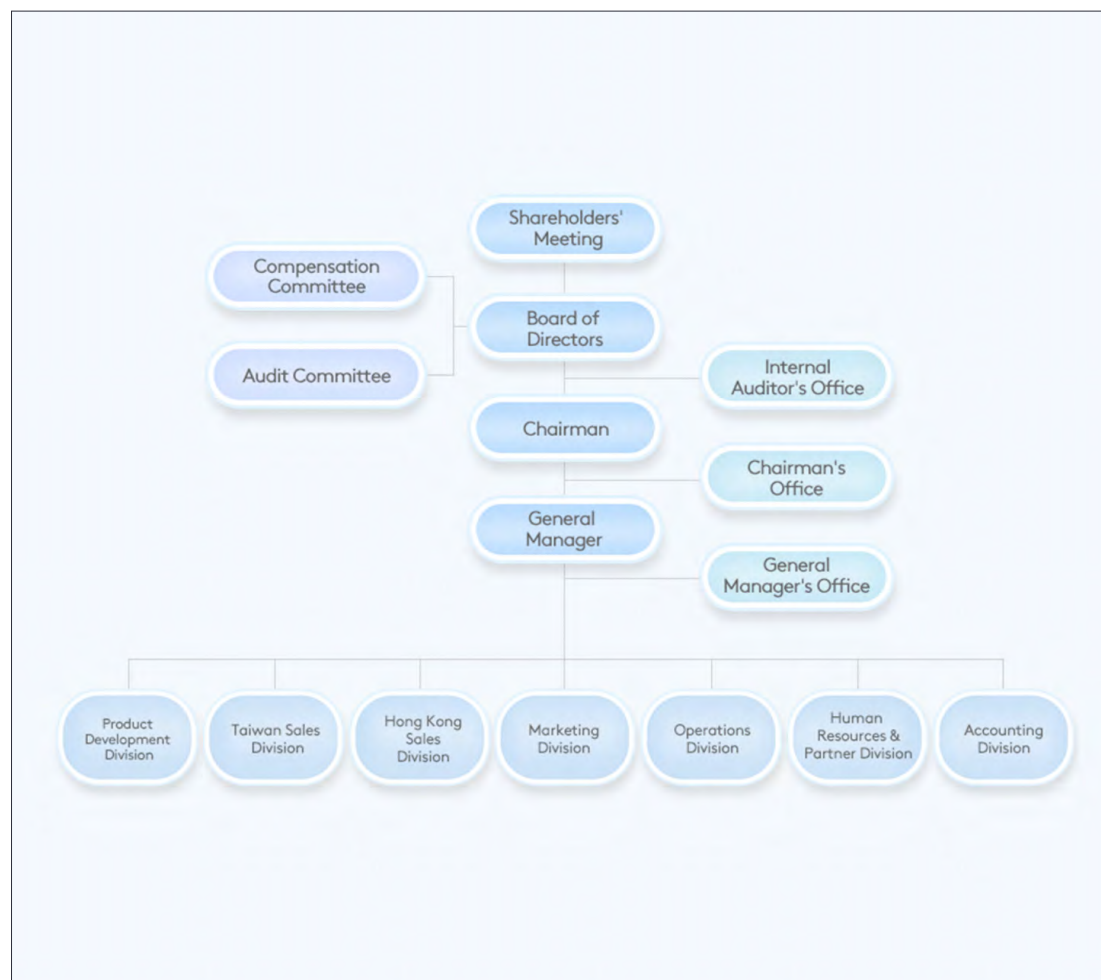 Shareholders'
Meeting
Compensation
Committee
Board of
Directors
Audit Committee
Internal
Auditor's Office
Chairman
Chairman's
Office
General
Manager
General
Manager's Office
Product
Development
Division
Taiwan Sales
Division
Hong Kong
Sales
Division
Marketing
Division
Operations
Division
Human
Resources &
Partner Division
Accounting
Division